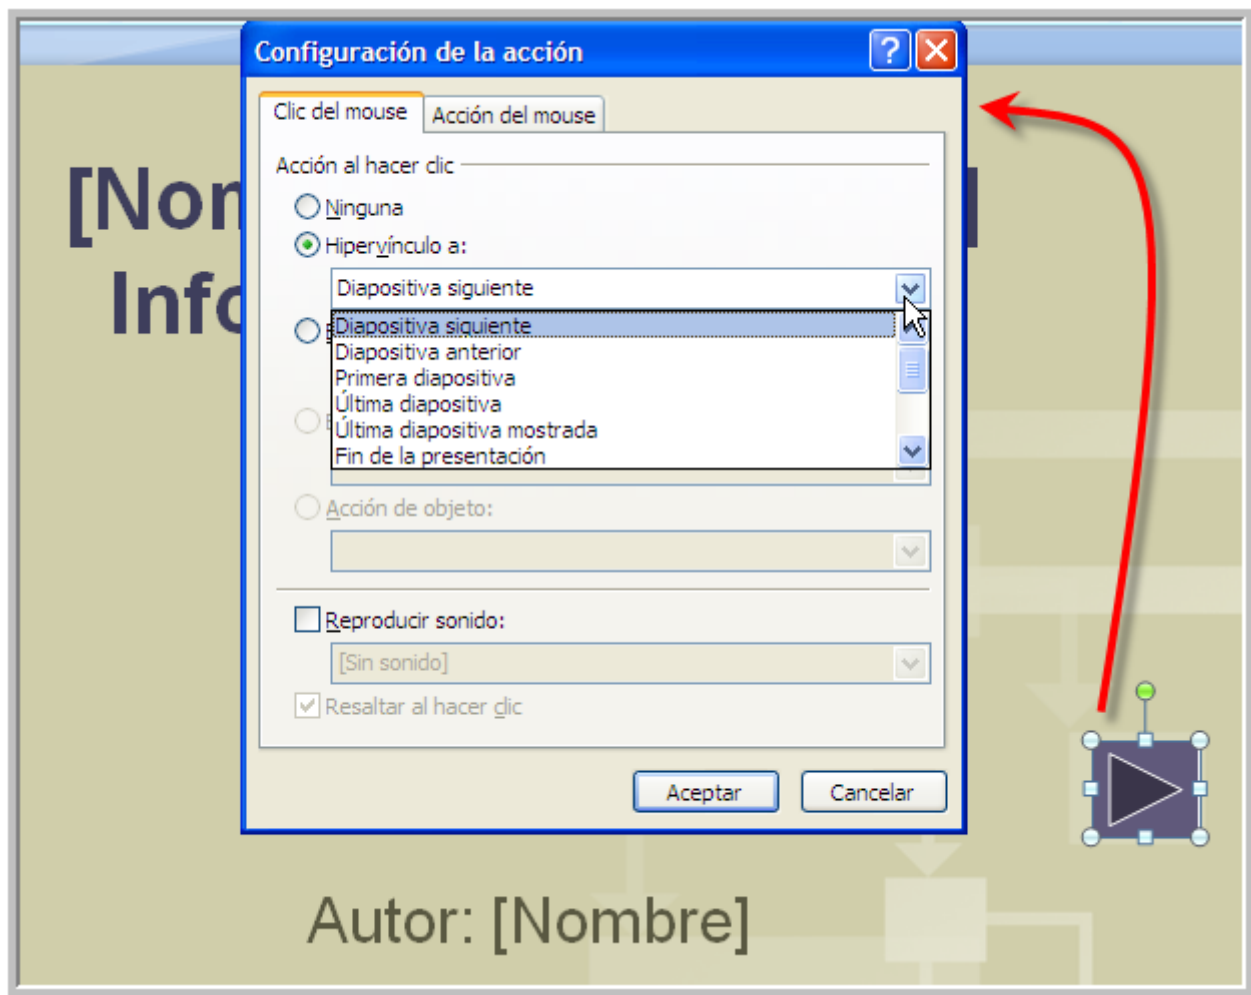 Configuración de la acción
Clic del mouse
Acción del mouse
Acción al hacer clic
Ninguna
Hipervínculo a:
Diapositiva siguiente
Diapositiva siguiente
Diapositiva anterior
Primera diapositiva
Última diapositiva
Última diapositiva mostrada
Fin de la presentación
Acción de objeto:
Reproducir sonido:
[Sin sonido]
Resaltar al hacer clic
Aceptar
Cancelar
[Nom
]
Info
Autor: [Nombre]